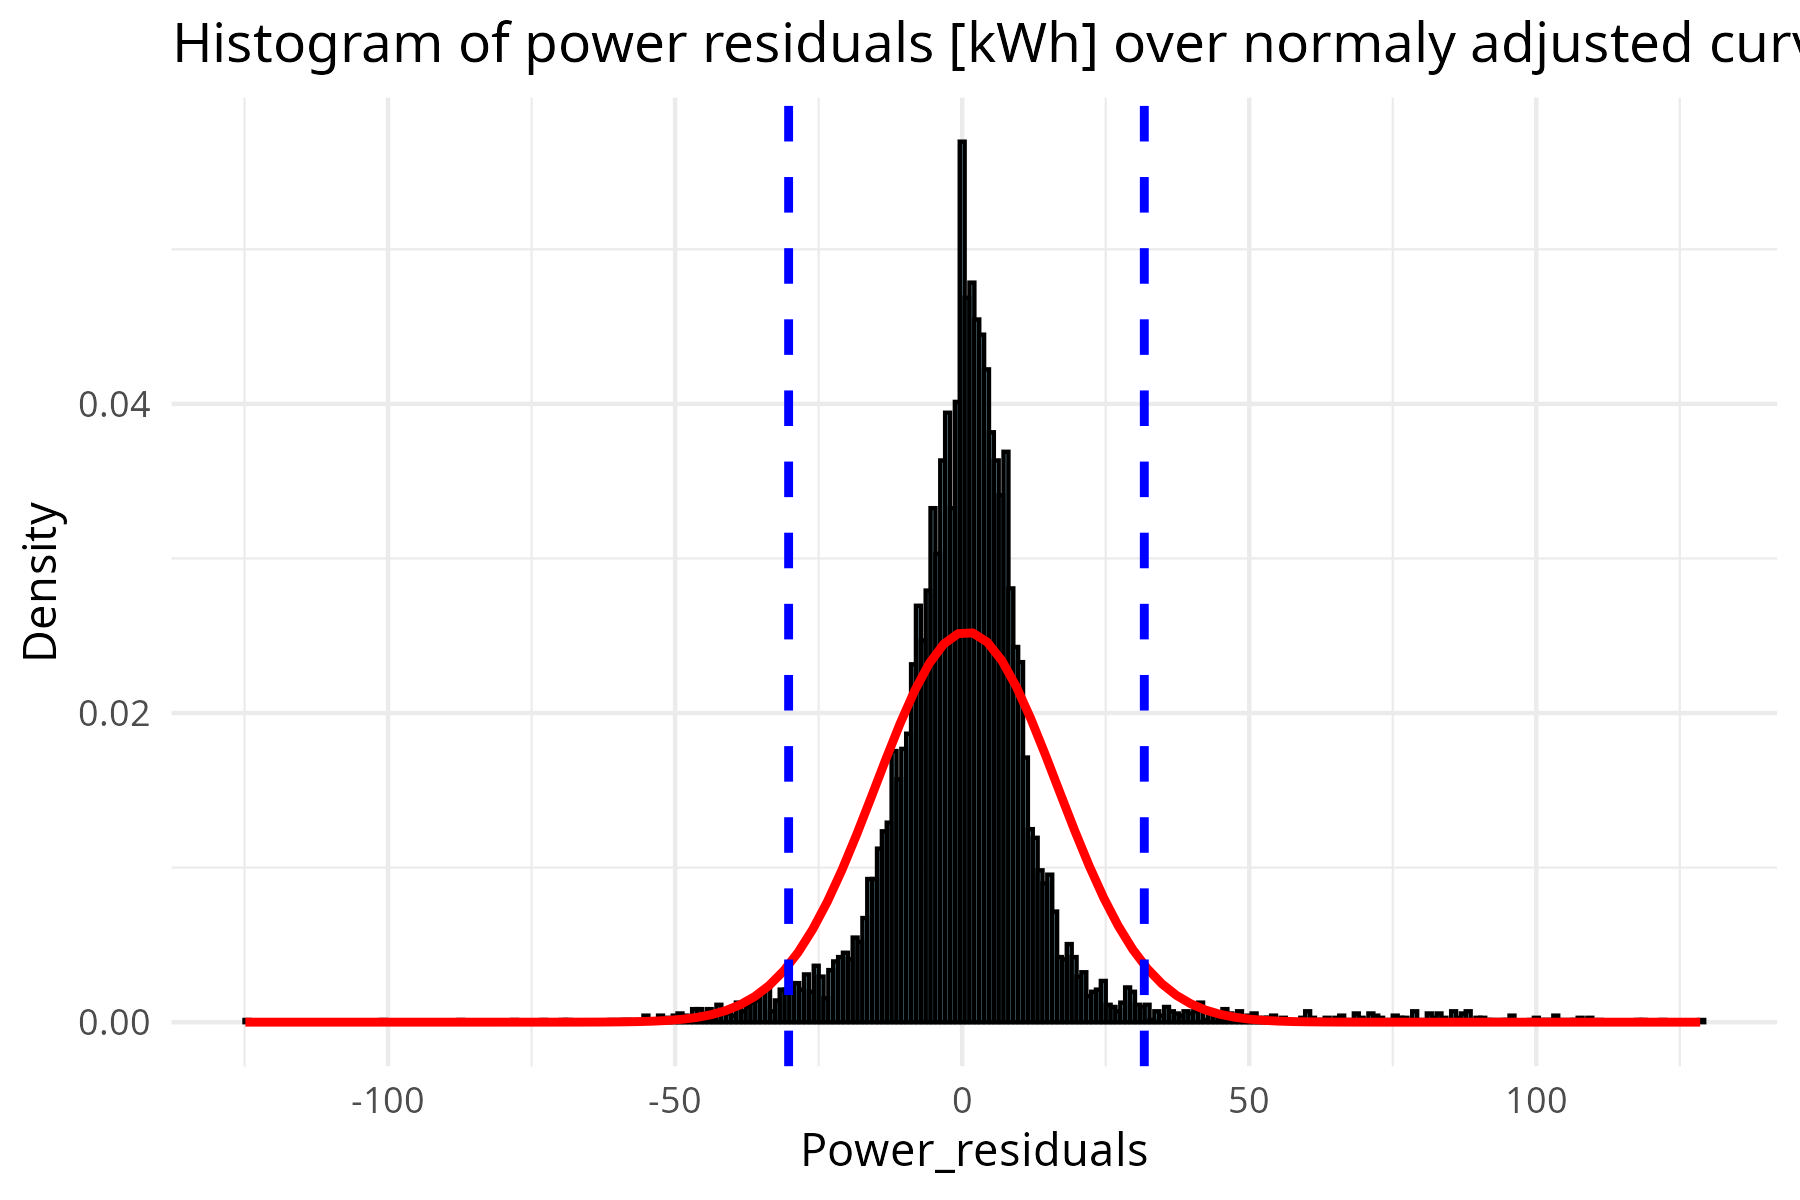 Histogram of power residuals [kWh] over normaly adjusted curv
Density
0.04
0.02
0.00
-100 -50 0 50 100
Power_residuals